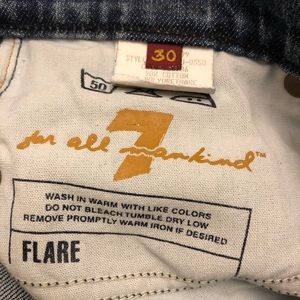 30
50
7
for all mankind™
WASH IN WARM WITH LIKE COLORS
DO NOT BLEACH TUMBLE DRY LOW
REMOVE PROMPTLY WARM IRON IF DESIRED
FLARE